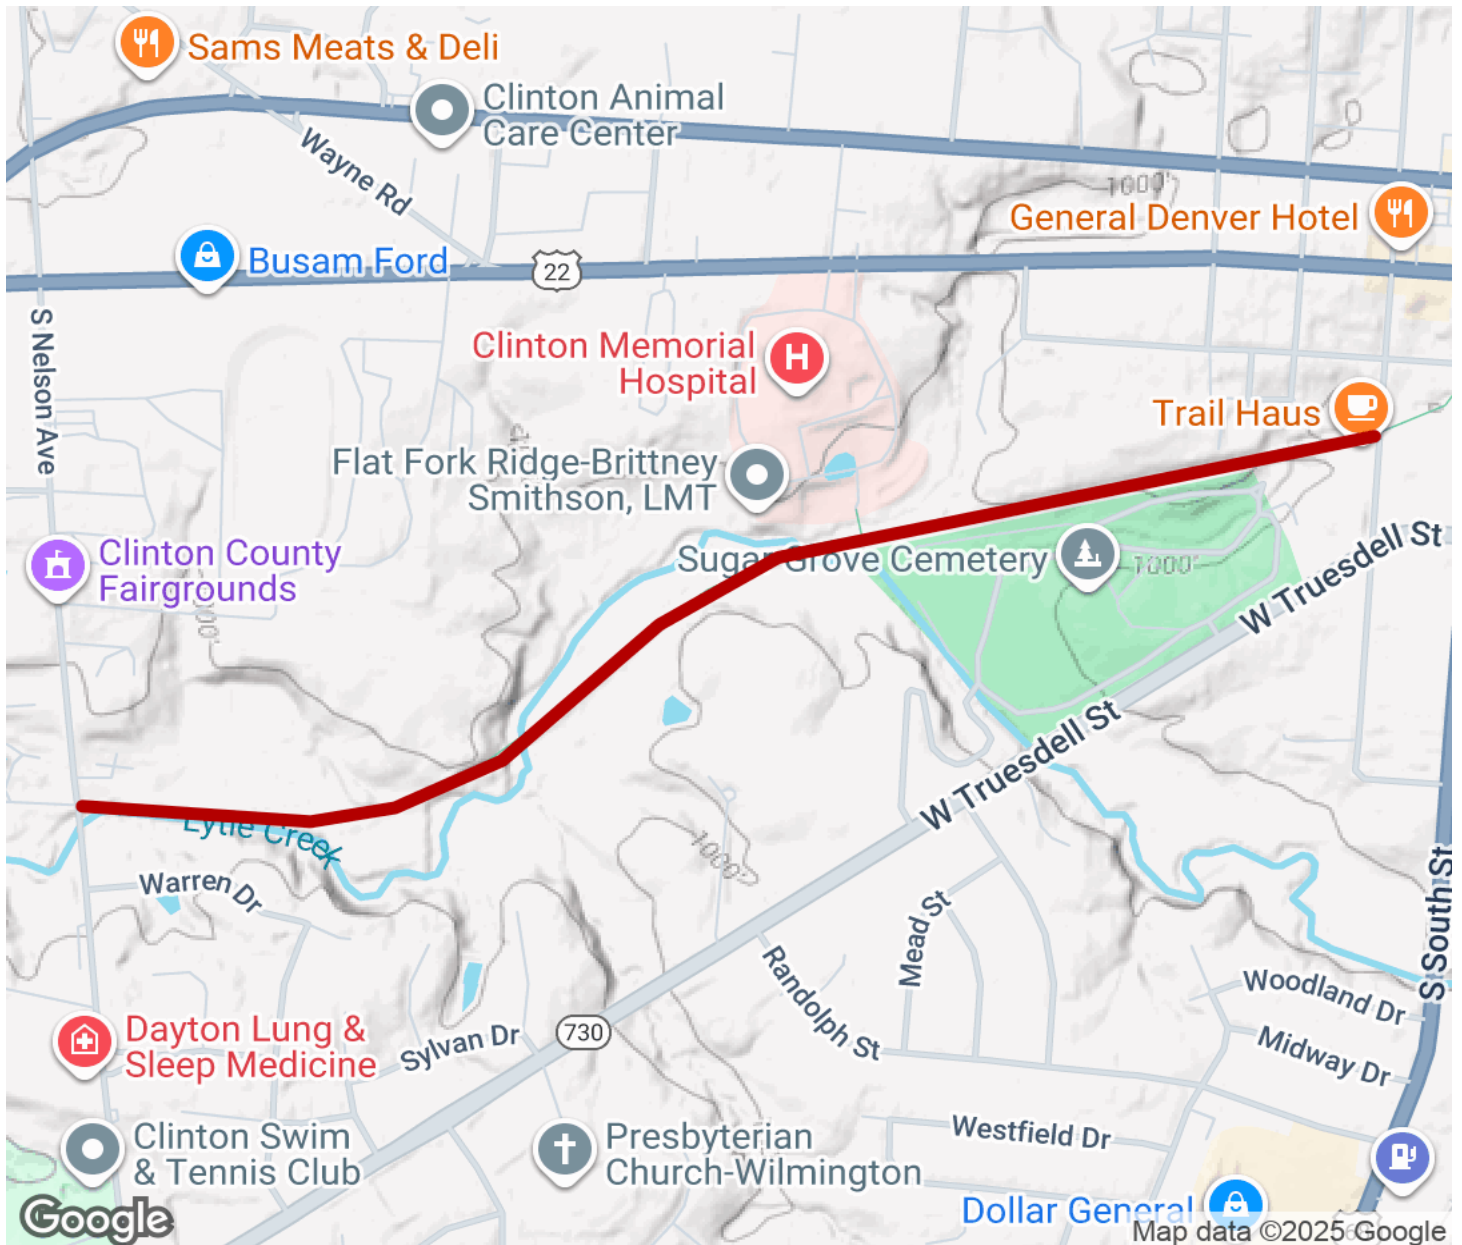 Sams Meats & Deli
Clinton Animal
Care Center
Wayne Rd
1000'
General Denver Hotel
Busam Ford
22
S Nelson Ave
Clinton Memorial
Hospital
Trail Haus
Flat Fork Ridge-Brittney
Smithson, LMT
Clinton County
Fairgrounds
Sugar Grove Cemetery
1000'
W Truesdell St
W Truesdell St
Lytle Creek
1000'
Warren Dr
Mead St
S South St
Randolph St
Woodland Dr
Midway Dr
Dayton Lung &
Sleep Medicine
Sylvan Dr
730
Clinton Swim
& Tennis Club
Presbyterian
Church-Wilmington
Westfield Dr
Dollar General
Google
Map data ©2025 Google